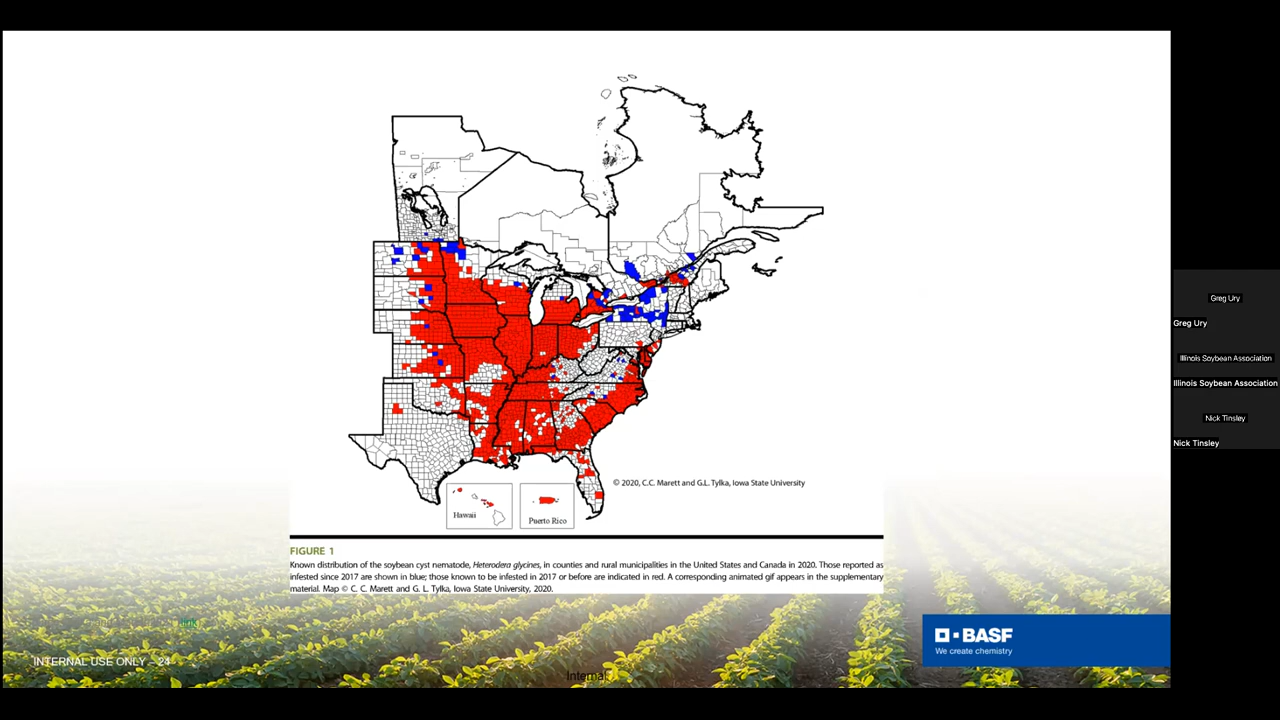 © 2020, C.C. Marett and G.L. Tylka, Iowa State University
Hawaii
Puerto Rico
FIGURE 1
Known distribution of the soybean cyst nematode, Heterodera glycines, in counties and rural municipalities in the United States and Canada in 2020. Those reported as
infested since 2017 are shown in blue; those known to be infested in 2017 or before are indicated in red. A corresponding animated gif appears in the supplementary
material. Map © C. C. Marett and G. L. Tylka, Iowa State University, 2020.
INTERNAL USE ONLY – 24
Internal
BASF
We create chemistry
Greg Ury
Greg Ury
Illinois Soybean Association
Illinois Soybean Association
Nick Tinsley
Nick Tinsley